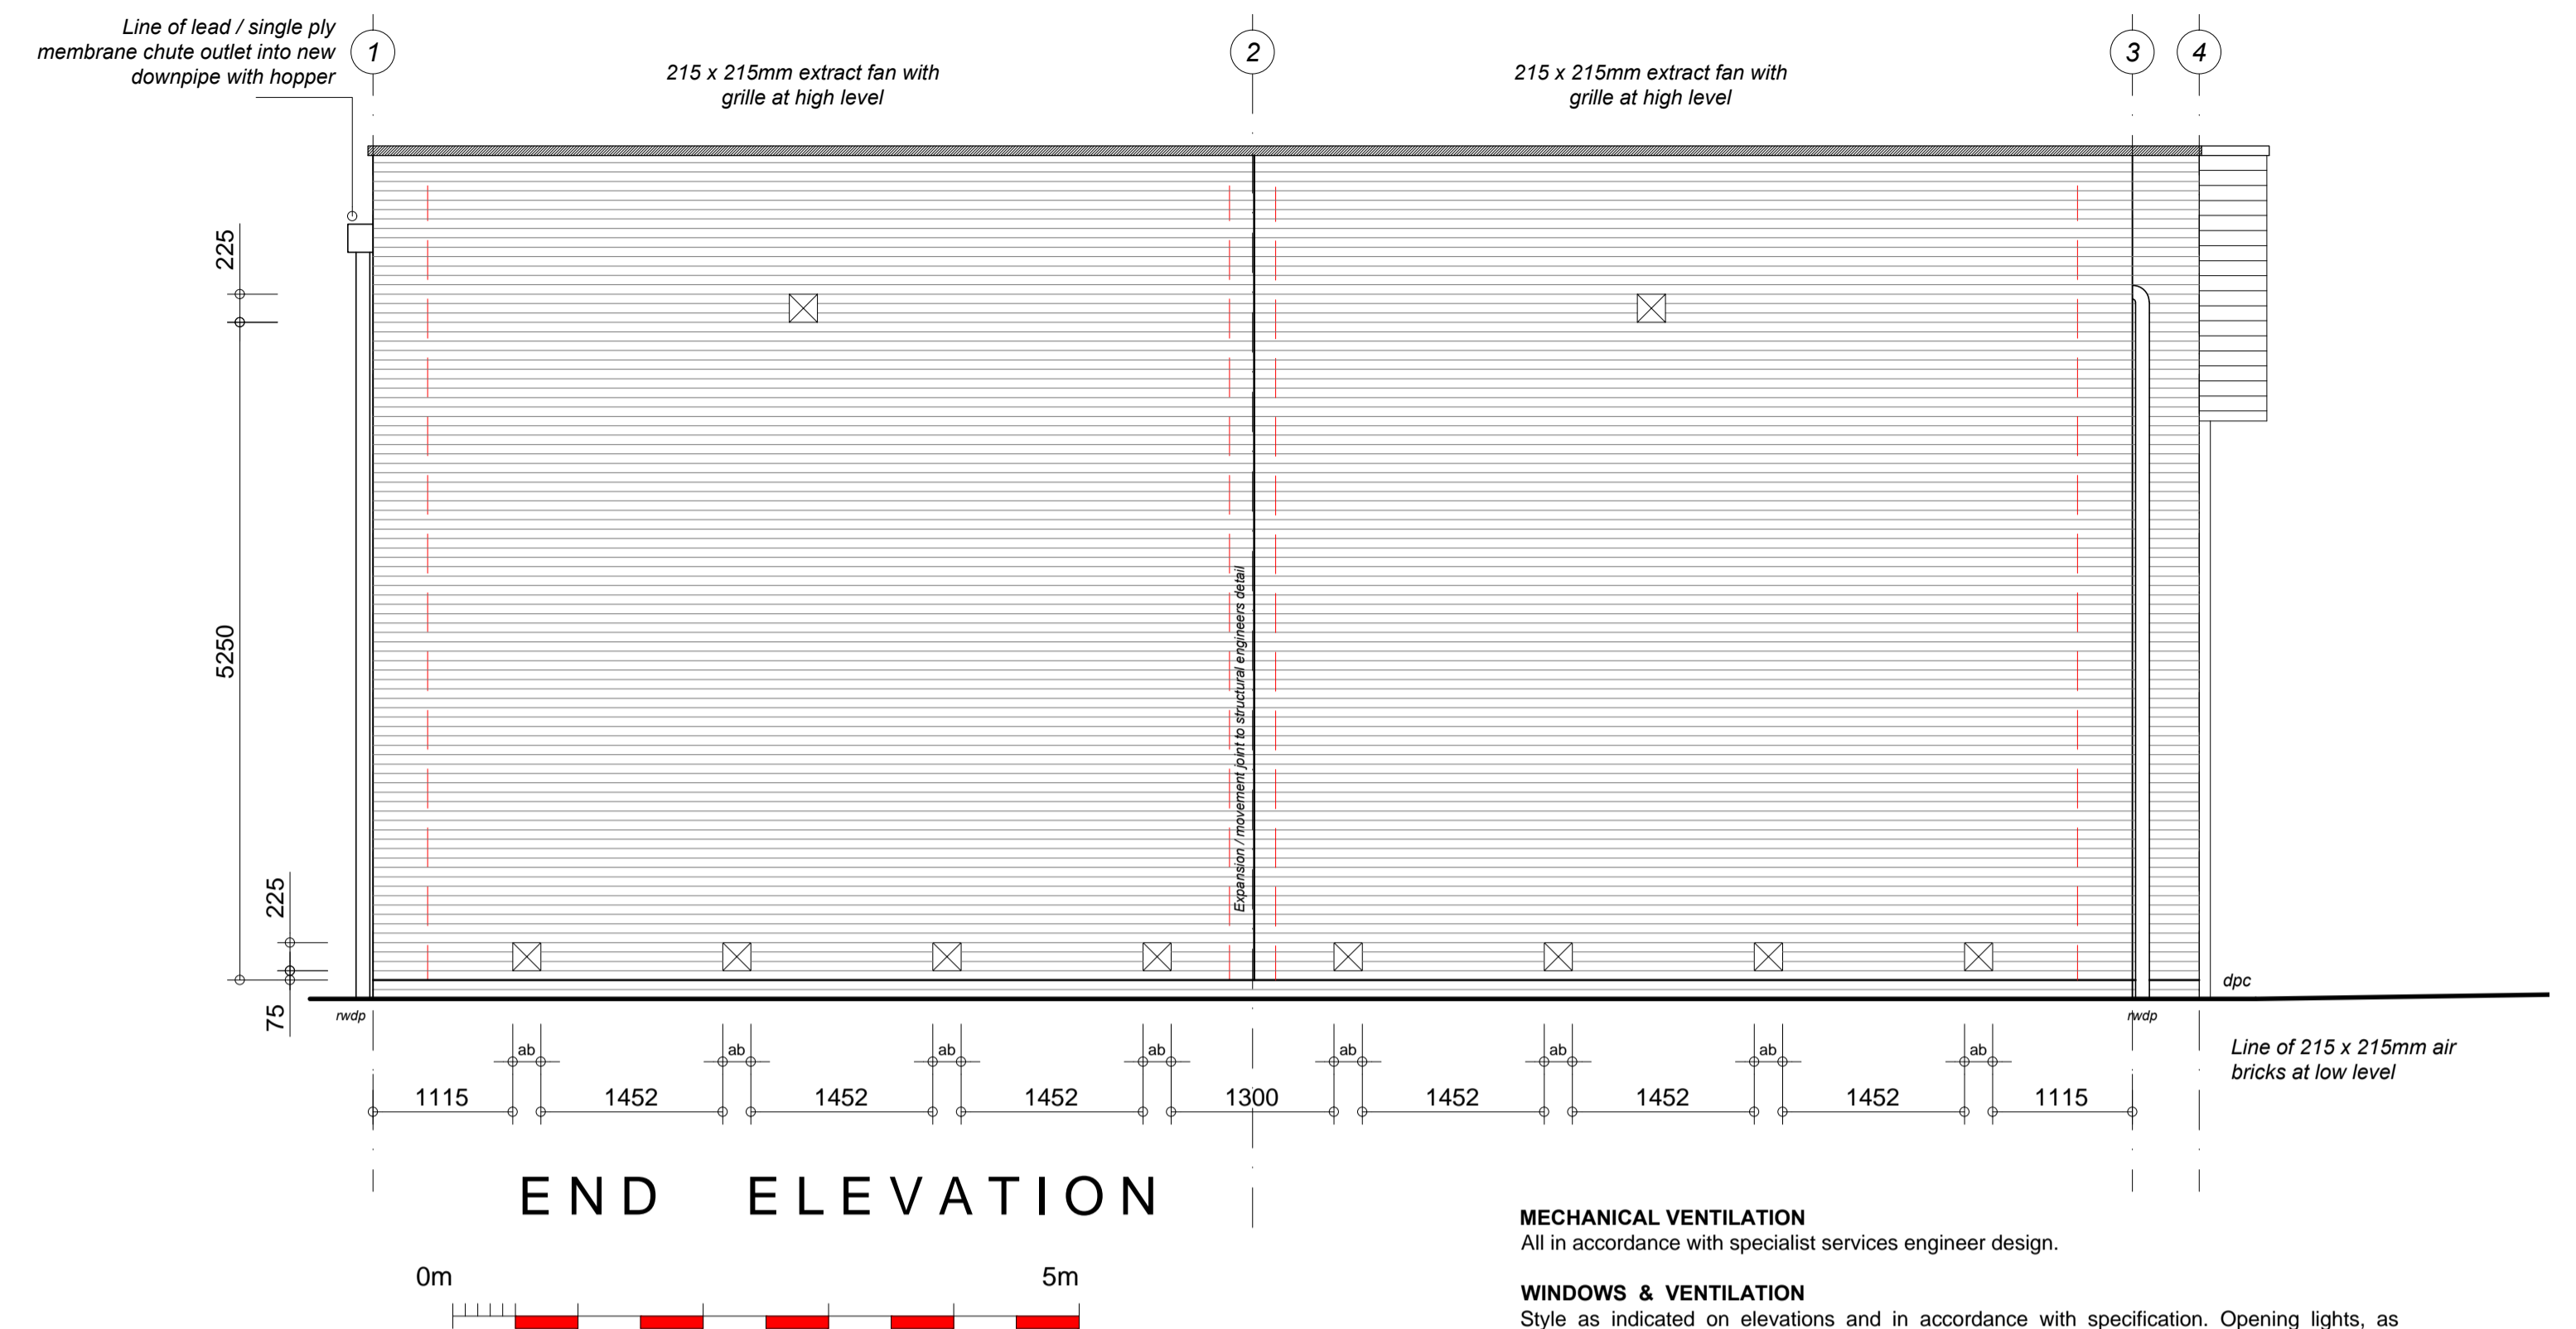 Line of lead / single ply
membrane chute outlet into new
downpipe with hopper
1
215 x 215mm extract fan with
grille at high level
2
215 x 215mm extract fan with
grille at high level
3
4
225
5250
225
75
Expansion / movement joint to structural engineers detail
rwdp
rwdp
dpc
Line of 215 x 215mm air
bricks at low level
ab
ab
ab
ab
ab
ab
ab
ab
1115
1452
1452
1452
1300
1452
1452
1452
1115
END ELEVATION
0m
5m
MECHANICAL VENTILATION
All in accordance with specialist services engineer design.
WINDOWS & VENTILATION
Style as indicated on elevations and in accordance with specification. Opening lights, as